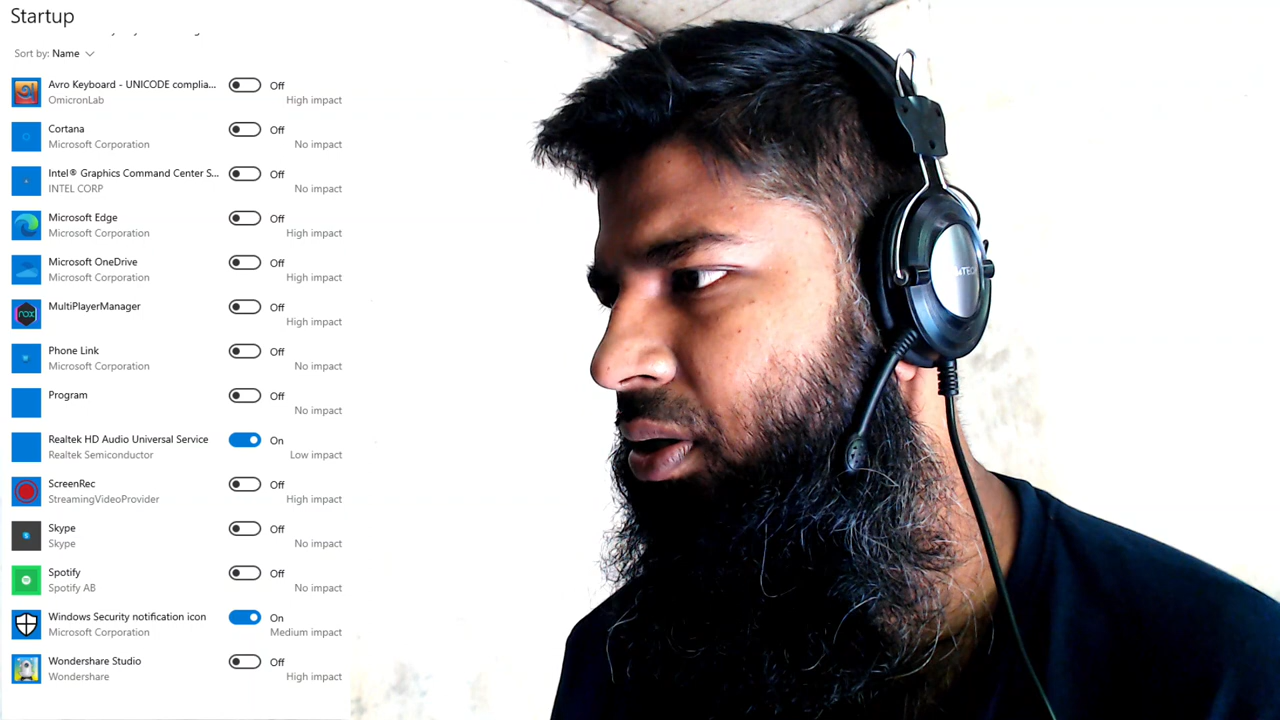 Startup
Sort by: Name
Avro Keyboard - UNICODE complia...
Off
OmicronLab
High impact
Cortana
Off
Microsoft Corporation
No impact
Intel® Graphics Command Center S...
Off
INTEL CORP
No impact
Microsoft Edge
Off
Microsoft Corporation
High impact
Microsoft OneDrive
Off
Microsoft Corporation
High impact
MultiPlayerManager
Off
High impact
nox
Phone Link
Off
Microsoft Corporation
No impact
Program
Off
No impact
Realtek HD Audio Universal Service
On
Realtek Semiconductor
Low impact
ScreenRec
Off
StreamingVideoProvider
High impact
Skype
Off
Skype
No impact
Spotify
Off
Spotify AB
No impact
Windows Security notification icon
On
Microsoft Corporation
Medium impact
Wondershare Studio
Off
Wondershare
High impact